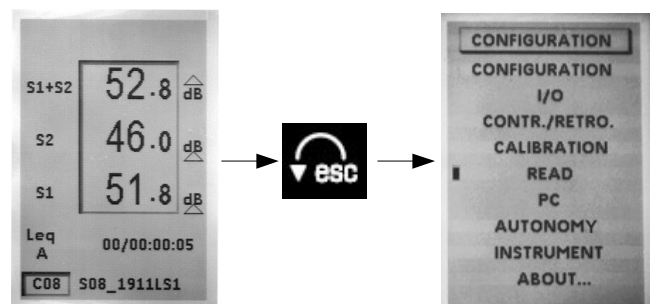 S1+S2 52.8 dB
S2 46.0 dB
S1 51.8 dB
Leq
A
00/00:00:05
C08 S08_1911LS1
esc
CONFIGURATION
CONFIGURATION
I/O
CONTR./RETRO.
CALIBRATION
READ
PC
AUTONOMY
INSTRUMENT
ABOUT...